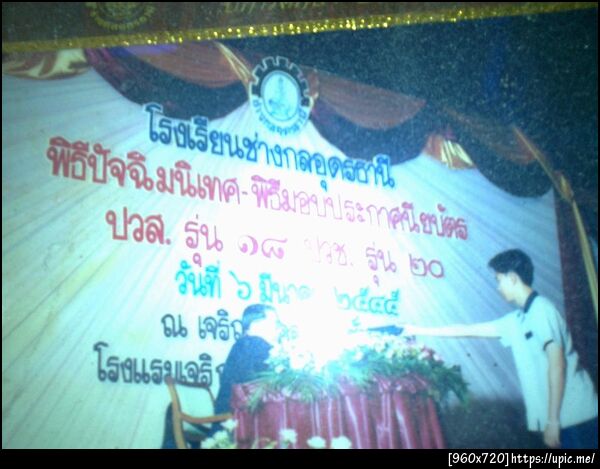 โรงเรียนช่างกลอุดรธานี
พิธีปัจฉิมนิเทศ-พิธีมอบประกาศนียบัตร
ปวส. รุ่น ๑๘ ปวช. รุ่น ๒๐
วันที่ ๖ มีนาคม ๒๕๔๕
ณ
โรงแรมเจริญ
[960x720]https://upic.me/